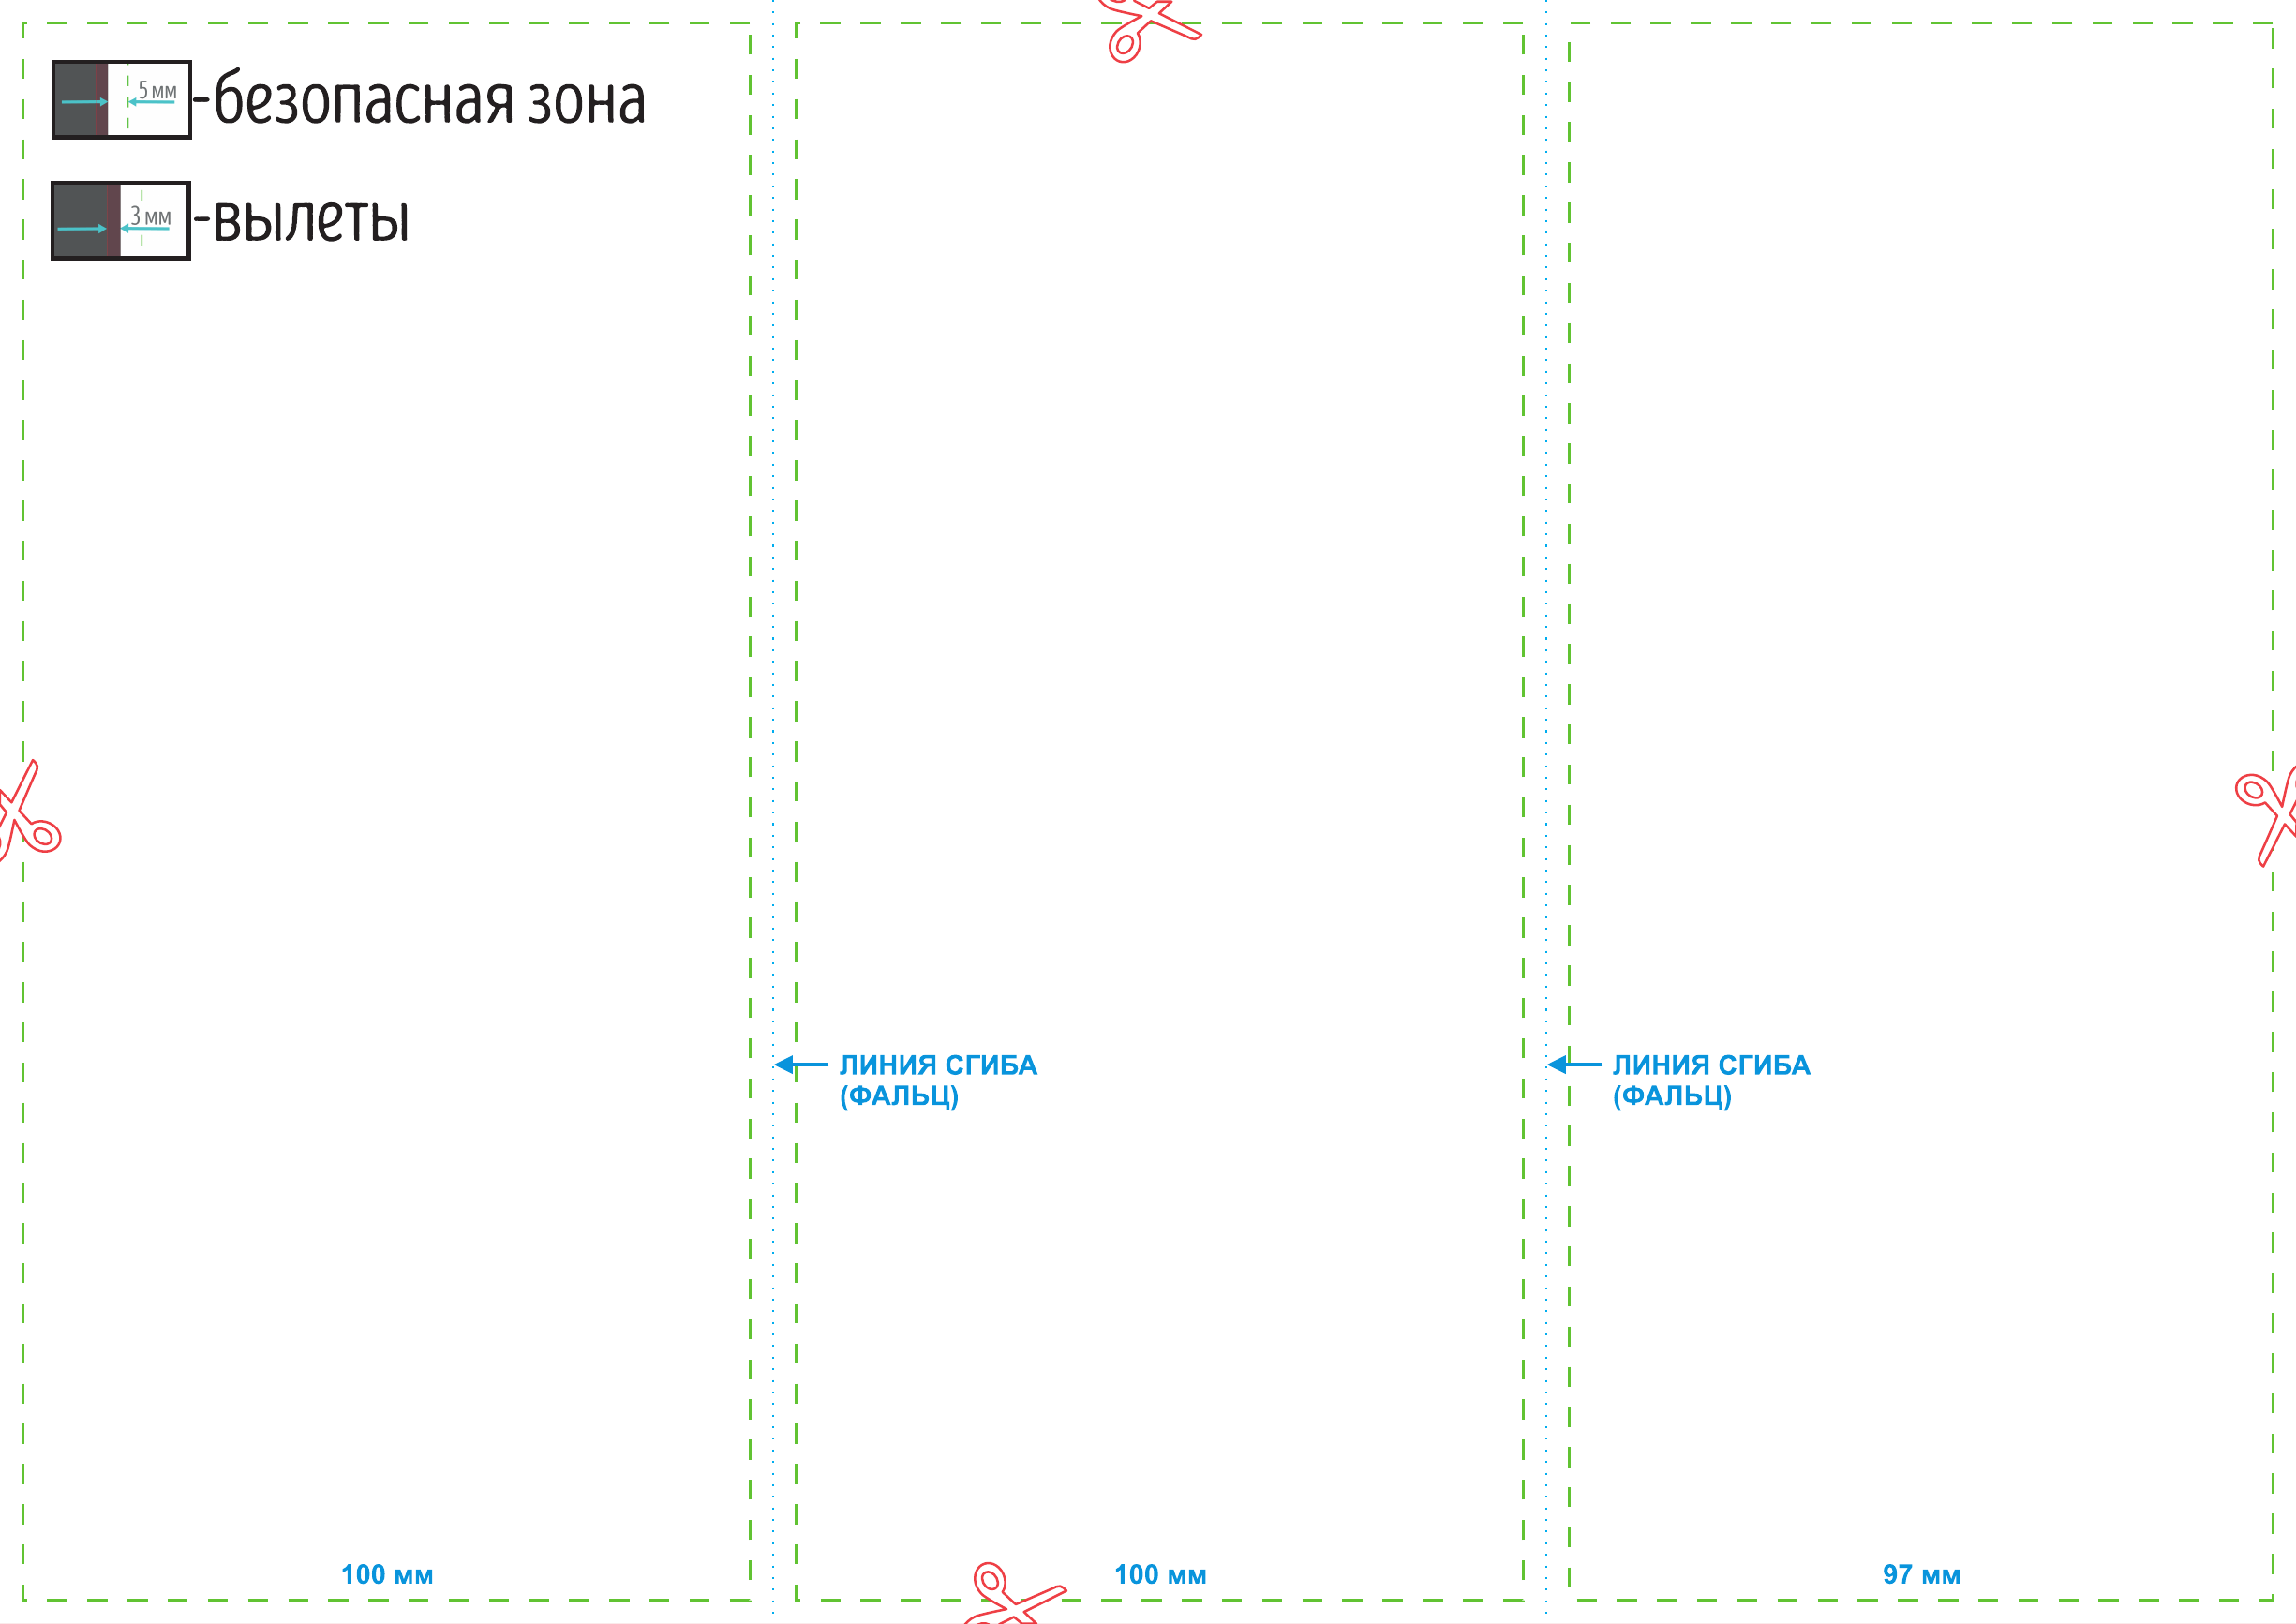 5 мм
-безопасная зона
3 мм
-вылеты
ЛИНИЯ СГИБА
(ФАЛЬЦ)
ЛИНИЯ СГИБА
(ФАЛЬЦ)
100 мм
100 мм
97 мм